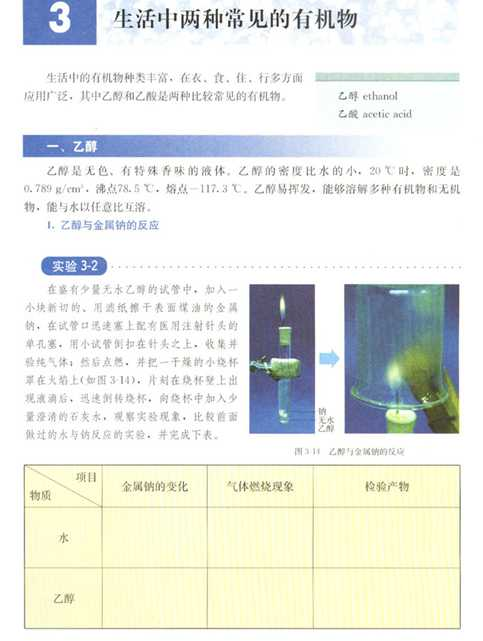 3
生活中两种常见的有机物
生活中的有机物种类丰富，在衣、食、住、行多方面
应用广泛，其中乙醇和乙酸是两种比较常见的有机物。
乙醇 ethanol
乙酸 acetic acid
一、乙醇
乙醇是无色、有特殊香味的液体。乙醇的密度比水的小，20 ℃时，密度是
0.789 g/cm³，沸点78.5 ℃，熔点－117.3 ℃。乙醇易挥发，能够溶解多种有机物和无机
物，能与水以任意比互溶。
1. 乙醇与金属钠的反应
实验 3-2
在盛有少量无水乙醇的试管中，加入一
小块新切的、用滤纸擦干表面煤油的金属
钠，在试管口迅速塞上配有医用注射针头的
单孔塞，用小试管倒扣在针头之上，收集并
验纯气体；然后点燃，并把一干燥的小烧杯
罩在火焰上(如图3-14)，片刻在烧杯壁上出
现液滴后，迅速倒转烧杯，向烧杯中加入少
量澄清的石灰水，观察实验现象，比较前面
做过的水与钠反应的实验，并完成下表。
钠
无水
乙醇
图 3-14 乙醇与金属钠的反应
项目
物质
金属钠的变化
气体燃烧现象
检验产物
水
乙醇